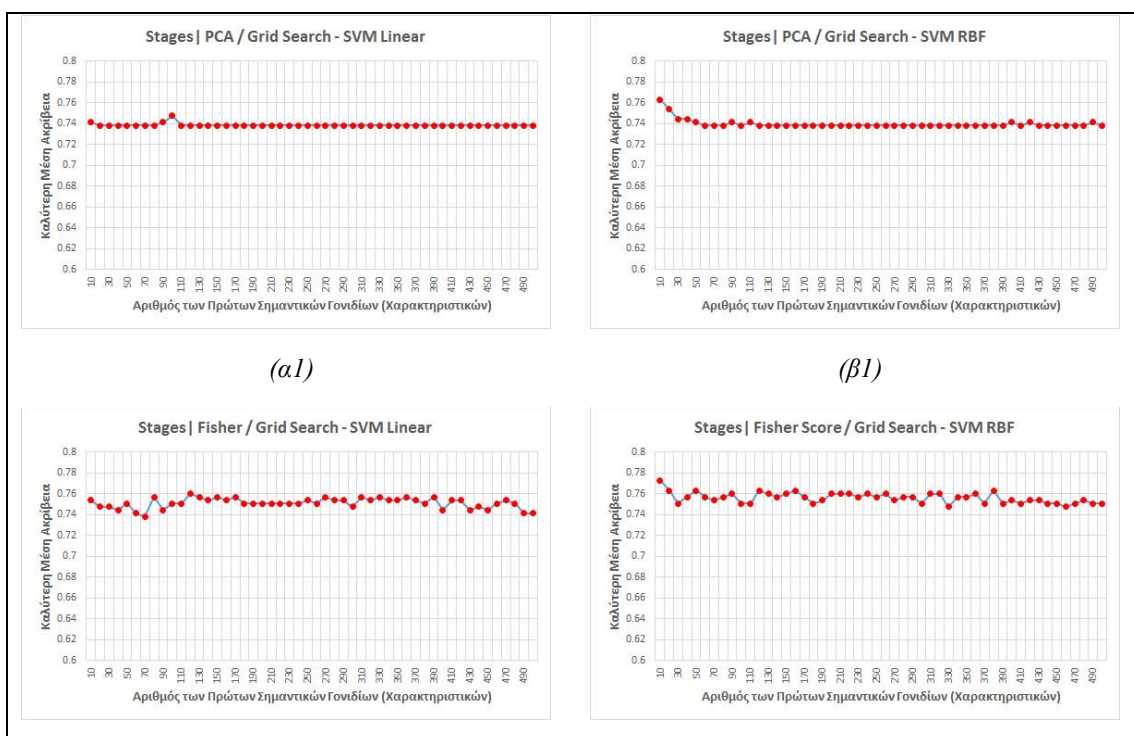 Stages| PCA / Grid Search - SVM Linear
Καλύτερη Μέση Ακρίβεια
0.8
0.78
0.76
0.74
0.72
0.7
0.68
0.66
0.64
0.62
0.6
10 30 50 70 90 110 130 150 170 190 210 230 250 270 290 310 330 350 370 390 410 430 450 470 490
Αριθμός των Πρώτων Σημαντικών Γονιδίων (Χαρακτηριστικών)
(α1)
Stages| PCA / Grid Search - SVM RBF
Καλύτερη Μέση Ακρίβεια
0.8
0.78
0.76
0.74
0.72
0.7
0.68
0.66
0.64
0.62
0.6
10 30 50 70 90 110 130 150 170 190 210 230 250 270 290 310 330 350 370 390 410 430 450 470 490
Αριθμός των Πρώτων Σημαντικών Γονιδίων (Χαρακτηριστικών)
(β1)
Stages| Fisher / Grid Search - SVM Linear
Καλύτερη Μέση Ακρίβεια
0.8
0.78
0.76
0.74
0.72
0.7
0.68
0.66
0.64
0.62
0.6
10 30 50 70 90 110 130 150 170 190 210 230 250 270 290 310 330 350 370 390 410 430 450 470 490
Αριθμός των Πρώτων Σημαντικών Γονιδίων (Χαρακτηριστικών)
Stages| Fisher Score / Grid Search - SVM RBF
Καλύτερη Μέση Ακρίβεια
0.8
0.78
0.76
0.74
0.72
0.7
0.68
0.66
0.64
0.62
0.6
10 30 50 70 90 110 130 150 170 190 210 230 250 270 290 310 330 350 370 390 410 430 450 470 490
Αριθμός των Πρώτων Σημαντικών Γονιδίων (Χαρακτηριστικών)